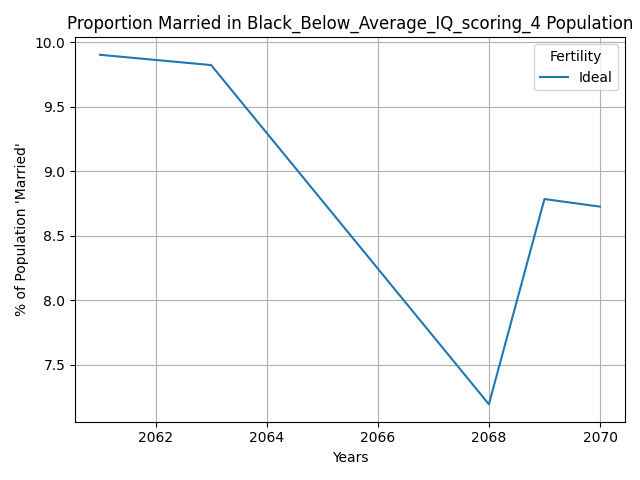 Proportion Married in Black_Below_Average_IQ_scoring_4 Population
Fertility
Ideal
% of Population 'Married'
10.0
9.5
9.0
8.5
8.0
7.5
2062 2064 2066 2068 2070
Years